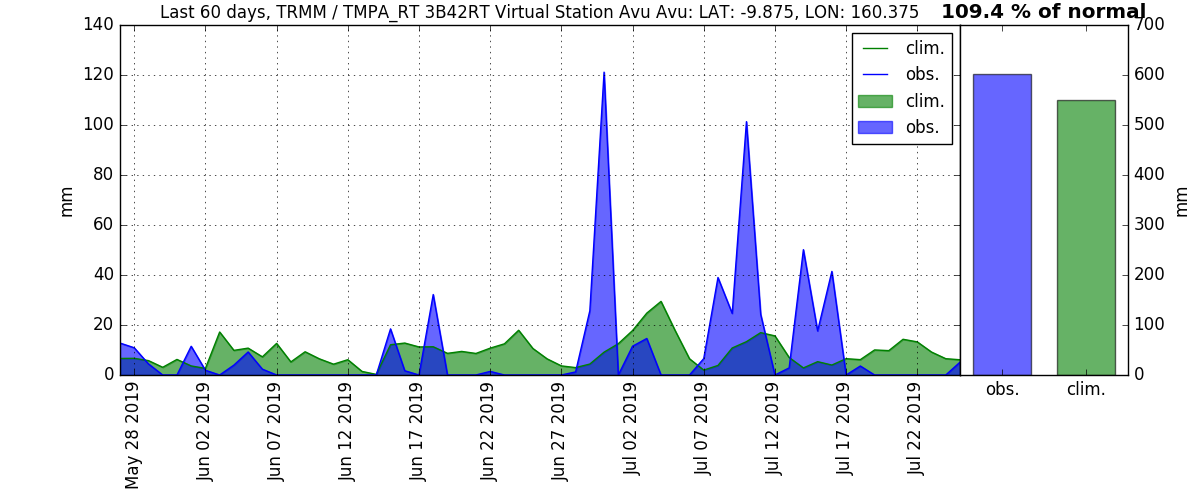 Last 60 days, TRMM / TMPA_RT 3B42RT Virtual Station Avu Avu: LAT: -9.875, LON: 160.375
109.4 % of normal
140
120
100
80
60
40
20
0
mm
clim.
obs.
clim.
obs.
700
600
500
400
300
200
100
0
mm
May 28 2019
Jun 02 2019
Jun 07 2019
Jun 12 2019
Jun 17 2019
Jun 22 2019
Jun 27 2019
Jul 02 2019
Jul 07 2019
Jul 12 2019
Jul 17 2019
Jul 22 2019
obs.
clim.